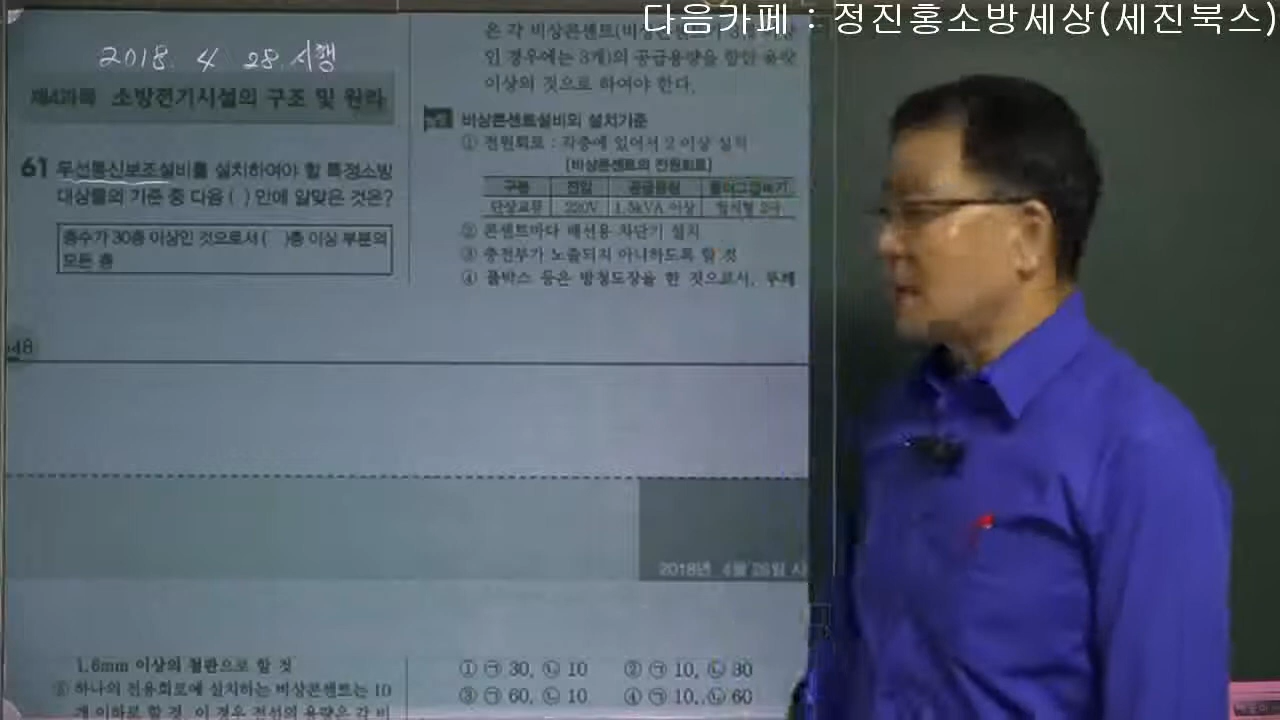 다음카페 : 정진홍소방세상(세진북스)
2018. 4 28. 시행
제4과목 소방전기시설의 구조 및 원리
61 무선통신보조설비를 설치하여야 할 특정소방
대상물의 기준 중 다음 ( ) 안에 알맞은 것은?
층수가 30층 이상인 것으로서 ( )층 이상 부분의
모든 층
48
온 각 비상콘센트(비상콘센트가 3개 이상
인 경우에는 3개)의 공급용량을 합한 용량
이상의 것으로 하여야 한다.
비상콘센트설비의 설치기준
① 전원회로 : 각층에 있어서 2 이상 설치
[비상콘센트의 전원회로]
구분 전압 공급용량 플러그접속기
단상교류 220V 1.5kVA 이상 접지형 2극
② 콘센트마다 배선용 차단기 설치
③ 충전부가 노출되지 아니하도록 할 것
④ 풀박스 등은 방청도장을 한 것으로서, 두께
2018년 4월 28일 시
1.6mm 이상의 철판으로 할 것
⑤ 하나의 전용회로에 설치하는 비상콘센트는 10
개 이하로 할 것. 이 경우 전선의 용량은 각 비
① ㉠ 30, ㉡ 10 ② ㉠ 10, ㉡ 30
③ ㉠ 60, ㉡ 10 ④ ㉠ 10, ㉡ 60